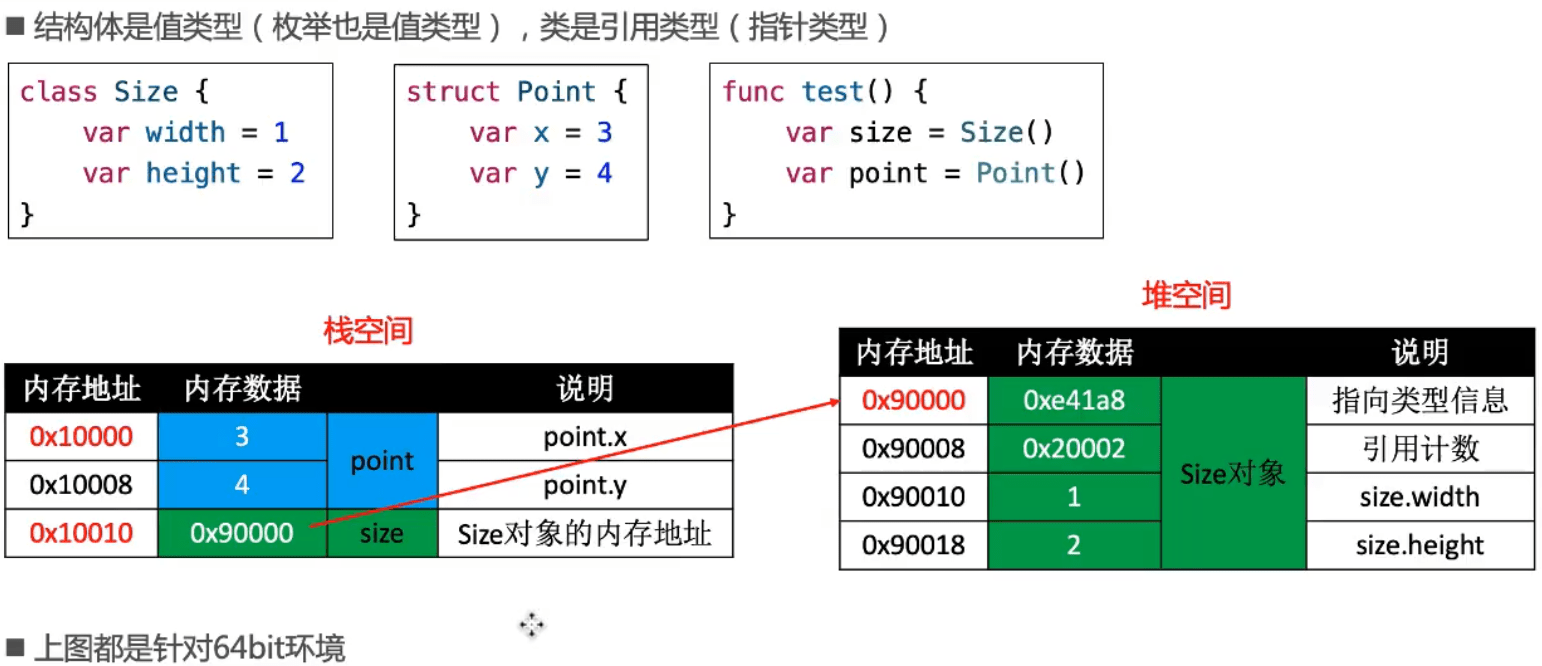 ■ 结构体是值类型（枚举也是值类型），类是引用类型（指针类型）
class Size {
    var width = 1
    var height = 2
}
struct Point {
    var x = 3
    var y = 4
}
func test() {
    var size = Size()
    var point = Point()
}
栈空间
内存地址 内存数据 说明
0x10000 3 point point.x
0x10008 4 point.y
0x10010 0x90000 size Size对象的内存地址
堆空间
内存地址 内存数据 说明
0x90000 0xe41a8 Size对象 指向类型信息
0x90008 0x20002 引用计数
0x90010 1 size.width
0x90018 2 size.height
■ 上图都是针对64bit环境